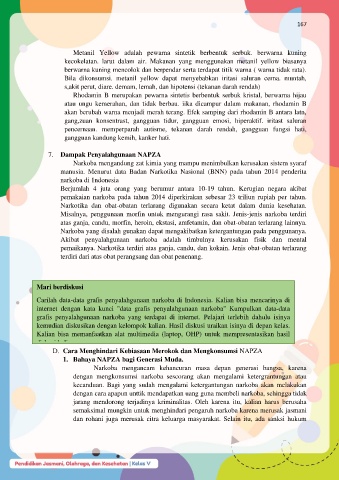 167
Metanil Yellow adalah pewarna sintetik berbentuk serbuk. berwarna kuning
kecokelatan. larut dalam air. Makanan yang menggunakan metanil yellow biasanya
berwarna kuning mencolok dan berpendar serta terdapat titik warna ( warna tidak rata).
Bila dikonsumsi. metanil yellow dapat menyebabkan iritasi saluran cerna, muntah,
sakit perut, diare, demam, lemah, dan hipotensi (tekanan darah rendah)
Rhodamin B merupakan pewarna sintetis berbentuk serbuk kristal, berwarna hijau
atau ungu kemerahan, dan tidak berbau. jika dicampur dalam makanan, rhodamin B
akan berubah warna menjadi merah terang. Efek samping dari rhodamin B antara lain,
gangguan konsentrasi, gangguan tidur, gangguan emosi, hiperaktif. iritasi saluran
pencernaan. memperparah autisme, tekanan darah rendah, gangguan fungsi hati,
gangguan kandung kemih, kanker hati.
7. Dampak Penyalahgunaan NAPZA
Narkoba mengandung zat kimia yang mampu menimbulkan kerusakan sistem syaraf
manusia. Menurut data Badan Narkotika Nasional (BNN) pada tahun 2014 penderita
narkoba di Indonesia
Berjumlah 4 juta orang yang berumur antara 10-19 tahun. Kerugian negara akibat
pemakaian narkoba pada tahun 2014 diperkirakan sebesar 23 triliun rupiah per tahun.
Narkotika dan obat-obatan terlarang digunakan secara ketat dalam dunia kesehatan.
Misalnya, penggunaan morfin untuk mengurangi rasa sakit. Jenis-jenis narkoba terdiri
atas ganja, candu, morfin, heroin, ekstasi, amfetamin, dan obat-obatan terlarang lainnya.
Narkoba yang disalah gunakan dapat mengakibatkan ketergantungan pada penggunanya.
Akibat penyalahgunaan narkoba adalah timbulnya kerusakan fisik dan mental
pemakainya. Narkotika terdiri atas ganja, candu, dan kokain. Jenis obat-obatan terlarang
terdiri dari atas obat perangsang dan obat penenang.
Mari berdiskusi
Carilah data-data grafis penyalahgunaan narkoba di Indonesia. Kalian bisa mencarinya di
internet dengan kata kunci "data grafis penyalahgunaan narkoba" Kumpulkan data-data
grafis penyalahgunaan narkoba yang terdapat di internet. Pelajari terlebih dahulu isinya
kemudian diskusikan dengan kelompok kalian. Hasil diskusi uraikan isinya di depan kelas.
Kalian bisa memanfaatkan alat multimedia (laptop, OHP) untuk mempresentasikan hasil
D. Cara Menghindari Kebiasaan Merokok dan Mengkonsumsi NAPZA
1. Bahaya NAPZA bagi Generasi Muda.
Narkoba mengancam kehancuran masa depan generasi bangsa, karena
dengan mengkonsumsi narkoba seseorang akan mengalami ketergantungan atau
kecanduan. Bagi yang sudah mengalami ketergantungan narkoba akan melakukan
dengan cara apapun untuk mendapatkan uang guna membeli narkoba, sehingga tidak
jarang mendorong terjadinya kriminalitas. Oleh karena itu, kalian harus berusaha
semaksimal mungkin untuk menghindari pengaruh narkoba karena merusak jasmani
dan rohani juga merusak citra keluarga masyarakat. Selain itu, ada sanksi hukum
Pendidikan Jasmani, Olahraga, dan Kesehatan | Kelas V